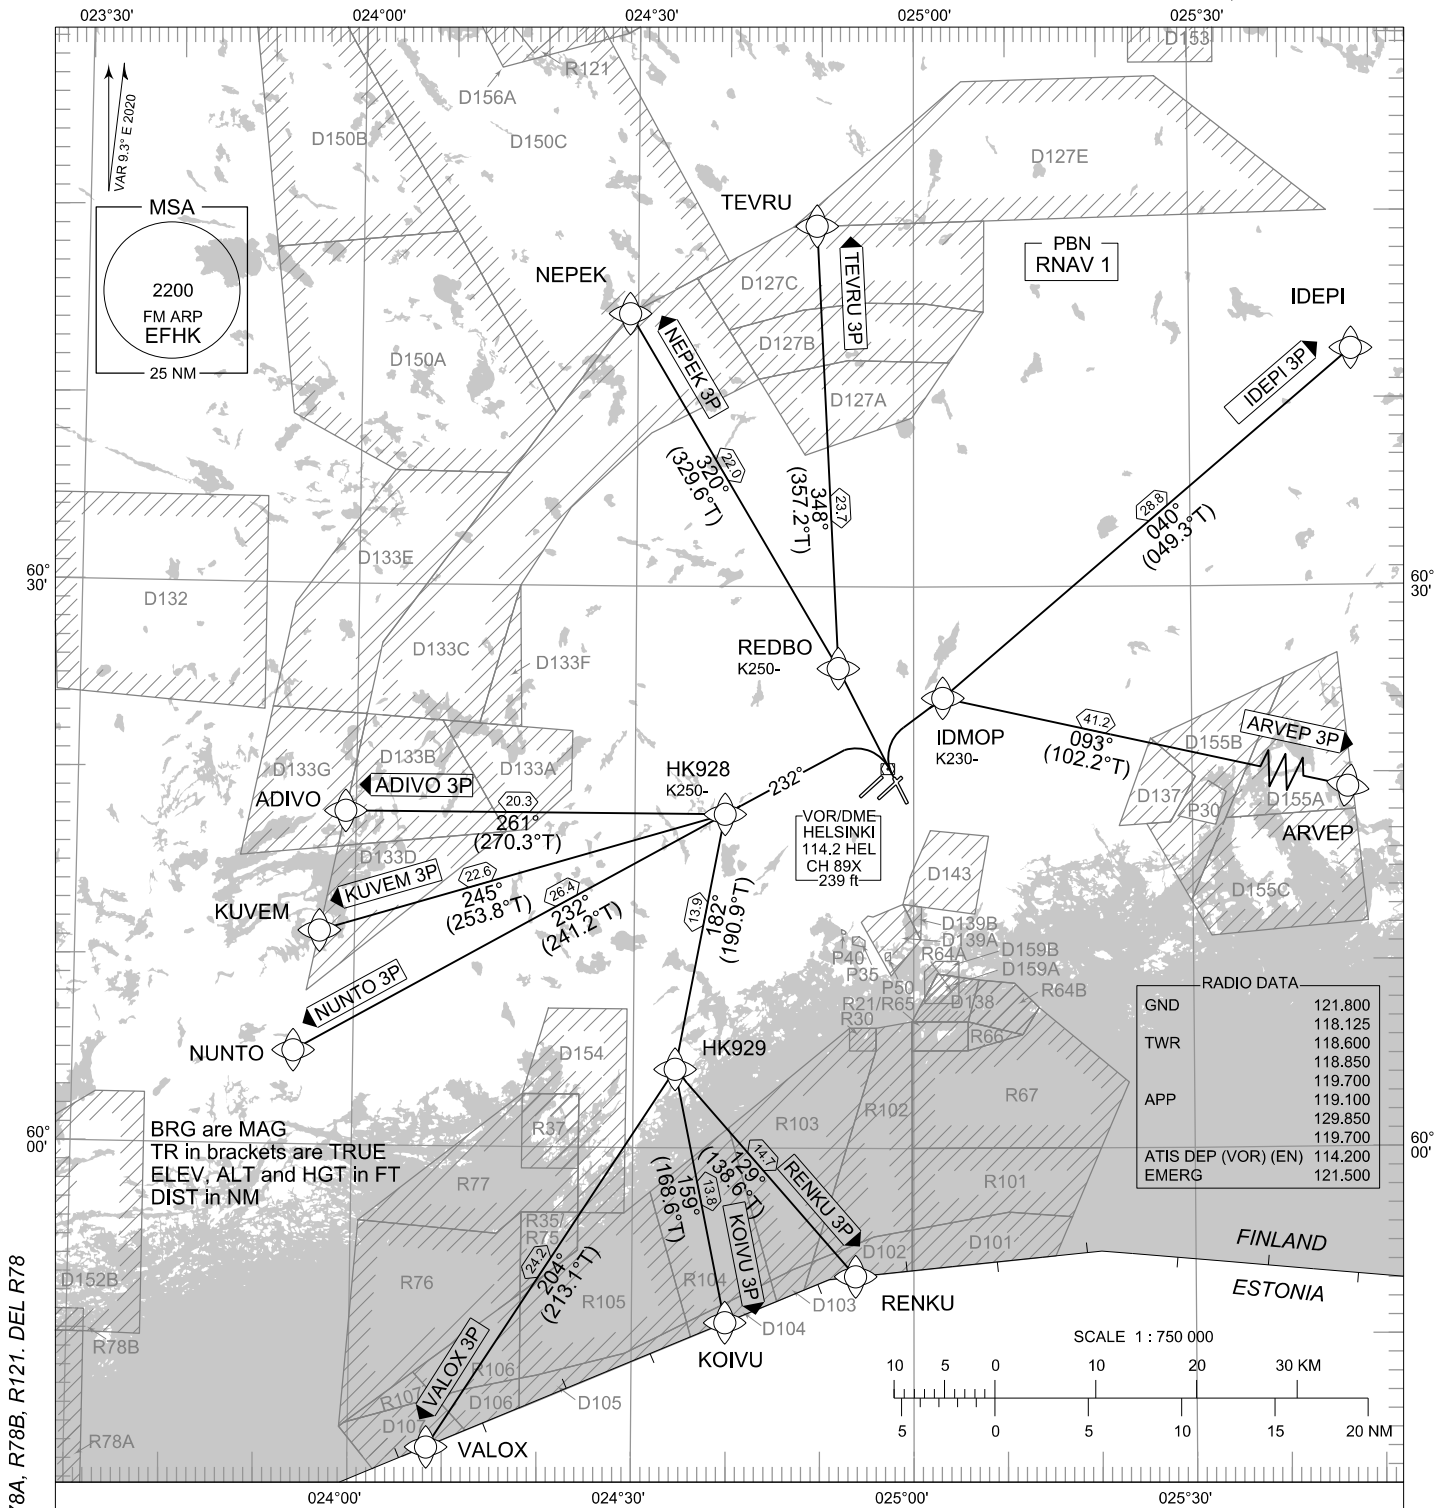 023°30'
024°00'
024°30'
025°00'
025°30'
D153
R121
D156A
VAR 9.3° E 2020
D150B
D150C
D127E
MSA
2200
FM ARP
EFHK
25 NM
TEVRU
PBN
RNAV 1
NEPEK
D127C
TEVRU 3P
IDEPI
D127B
NEPEK 3P
IDEPI 3P
D150A
D127A
22.0
320°
(329.6°T)
23.7
348°
(357.2°T)
28.8
040°
(049.3°T)
D133E
60°
30'
60°
30'
D132
D133C
D133F
REDBO
K250-
IDMOP
K230-
41.2
093°
(102.2°T)
ARVEP 3P
D155B
D133B
D133G
D133A
HK928
K250-
232°
ADIVO
ADIVO 3P
20.3
261°
(270.3°T)
D137
P30
D155A
ARVEP
VOR/DME
HELSINKI
114.2 HEL
CH 89X
239 ft
D133D
KUVEM 3P
22.6
245°
(253.8°T)
26.4
232°
(241.2°T)
KUVEM
13.9
182°
(190.9°T)
D143
D155C
D139B
D139A
R64A
D159B
D159A
P40
P35
P50
R21/R65
R30
D138
R64B
R66
NUNTO 3P
NUNTO
HK929
D154
RADIO DATA
GND 121.800
118.125
TWR 118.600
118.850
119.700
APP 119.100
129.850
119.700
ATIS DEP (VOR) (EN) 114.200
EMERG 121.500
R67
R102
R103
R37
60°
00'
60°
00'
BRG are MAG
TR in brackets are TRUE
ELEV, ALT and HGT in FT
DIST in NM
14.7
129°
(138.6°T)
13.8
159°
(168.6°T)
RENKU 3P
KOIVU 3P
R77
R101
R35/
R75
24.2
204°
(213.1°T)
D102
D101
FINLAND
ESTONIA
D152B
R76
R105
R104
D103
RENKU
D104
KOIVU
R78B
SCALE 1 : 750 000
10 5 0 10 20 30 KM
5 0 5 10 15 20 NM
VALOX 3P
R106
R107
D106
D105
D107
VALOX
R78A
78A, R78B, R121. DEL R78
024°00'
024°30'
025°00'
025°30'